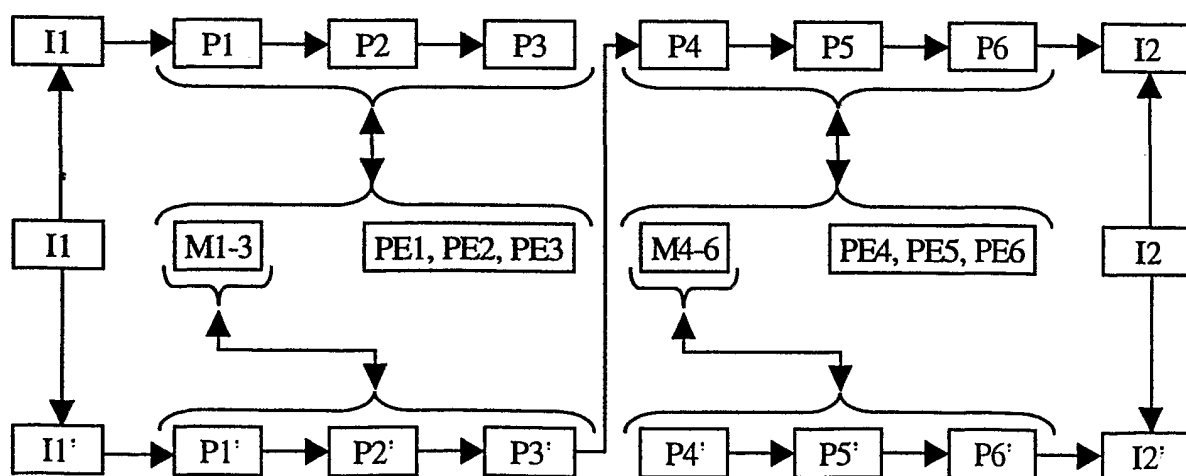 I1 P1 P2 P3 P4 P5 P6 I2
I1 M1-3 PE1, PE2, PE3 M4-6 PE4, PE5, PE6 I2
I1' P1' P2' P3' P4' P5' P6' I2'